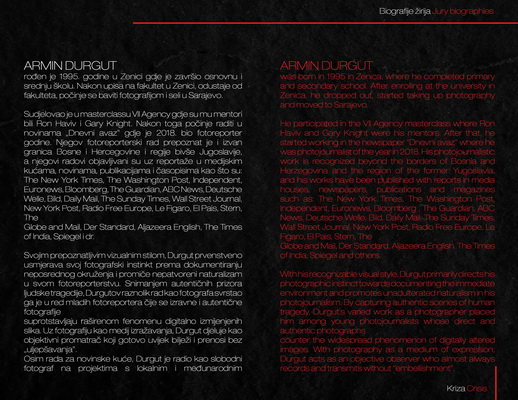 Biografije žirija Jury biographies
ARMIN DURGUT
rođen je 1995. godine u Zenici gdje je završio osnovnu i
srednju školu. Nakon upisa na fakultet u Zenici, odustaje od
fakulteta, počinje se baviti fotografijom i seli u Sarajevo.
Sudjelovao je u masterclassu VII Agency gdje su mu mentori
bili Ron Haviv i Gary Knight. Nakon toga počinje raditi u
novinama „Dnevni avaz” gdje je 2018. bio fotoreporter
godine. Njegov fotoreporterski rad prepoznat je i izvan
granica Bosne i Hercegovine i regije bivše Jugoslavije,
a njegovi radovi objavljivani su uz reportaže u medijskim
kućama, novinama, publikacijama i časopisima kao što su:
The New York Times, The Washington Post, Independent,
Euronews, Bloomberg, The Guardian, ABC News, Deutsche
Welle, Bild, Daily Mail, The Sunday Times, Wall Street Journal,
New York Post, Radio Free Europe, Le Figaro, El Pais, Stern,
The
Globe and Mail, Der Standard, Aljazeera English, The Times
of India, Spiegel i dr.
Svojim prepoznatljivim vizualnim stilom, Durgut prvenstveno
usmjerava svoj fotografski instinkt prema dokumentiranju
neposrednog okruženja i promiče nepatvoreni naturalizam
u svom fotoreporterstvu. Snimanjem autentičnih prizora
ljudske tragedije, Durgutov raznolik rad kao fotografa svrstao
ga je u red mladih fotoreportera čije se izravne i autentične
fotografije
suprotstavljaju raširenom fenomenu digitalno izmijenjenih
slika. Uz fotografiju kao medij izražavanja, Durgut djeluje kao
objektivni promatrač koji gotovo uvijek bilježi i prenosi bez
„uljepšavanja”.
Osim rada za novinske kuće, Durgut je radio kao slobodni
fotograf na projektima s lokalnim i međunarodnim
ARMIN DURGUT
was born in 1995 in Zenica, where he completed primary
and secondary school. After enrolling at the university in
Zenica, he dropped out, started taking up photography
and moved to Sarajevo.
He participated in the VII Agency masterclass where Ron
Haviv and Gary Knight were his mentors. After that, he
started working in the newspaper "Dnevni avaz" where he
was photojournalist of the year in 2018. His photojournalistic
work is recognized beyond the borders of Bosnia and
Herzegovina and the region of the former Yugoslavia,
and his works have been published with reports in media
houses, newspapers, publications and magazines
such as: The New York Times, The Washington Post,
Independent, Euronews, Bloomberg, The Guardian, ABC
News, Deutsche Welle, Bild, Daily Mail, The Sunday Times,
Wall Street Journal, New York Post, Radio Free Europe, Le
Figaro, El Pais, Stern, The
Globe and Mail, Der Standard, Aljazeera English, The Times
of India, Spiegel and others.
With his recognizable visual style, Durgut primarily directs his
photographic instinct towards documenting the immediate
environment and promotes unadulterated naturalism in his
photojournalism. By capturing authentic scenes of human
tragedy, Durgut's varied work as a photographer placed
him among young photojournalists whose direct and
authentic photographs
counter the widespread phenomenon of digitally altered
images. With photography as a medium of expression,
Durgut acts as an objective observer who almost always
records and transmits without "embellishment".
Kriza Crisis